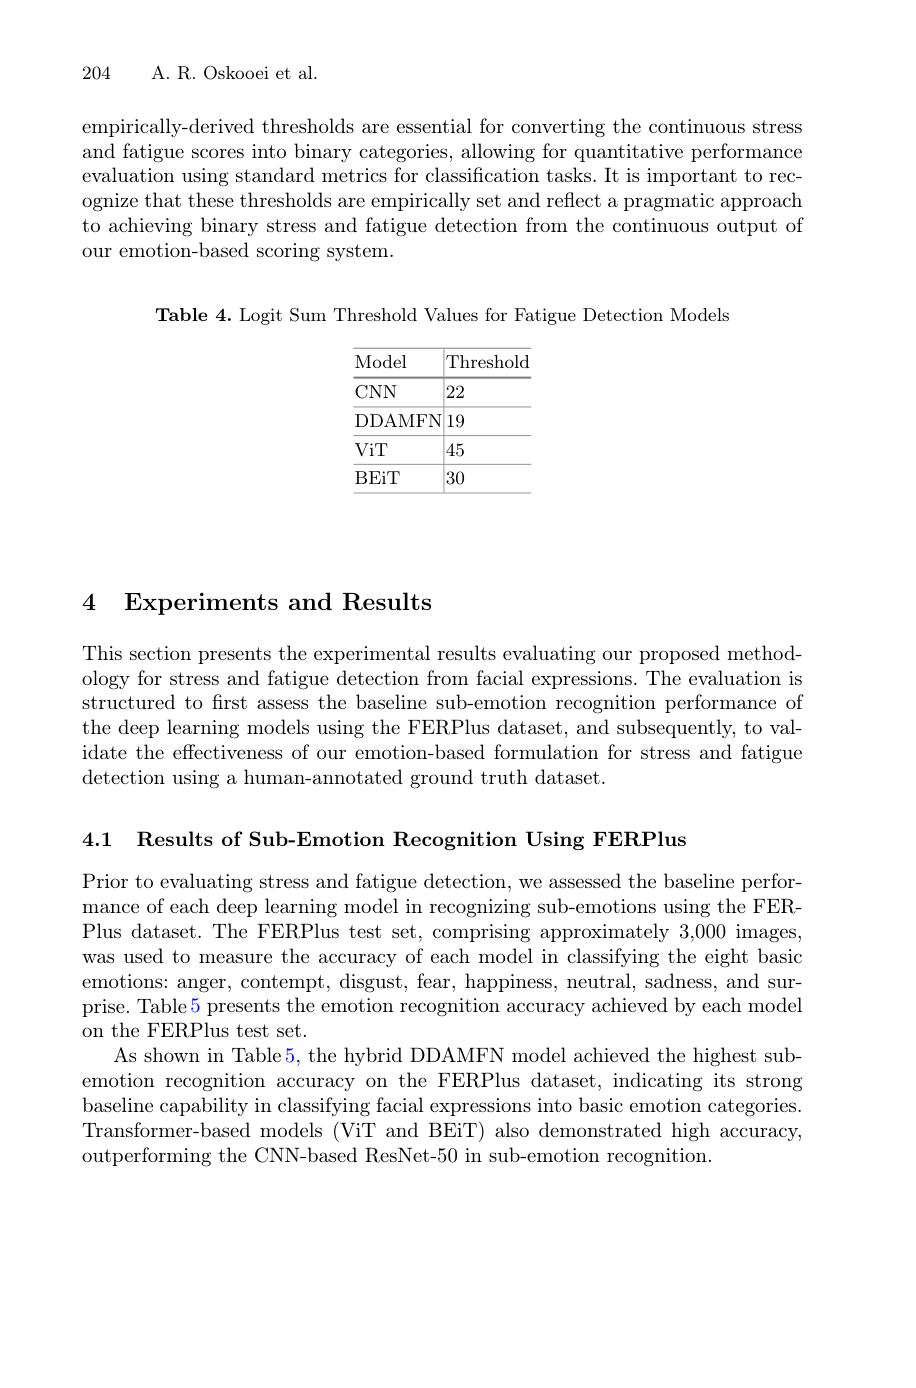 204 A. R. Oskooei et al.
empirically-derived thresholds are essential for converting the continuous stress
and fatigue scores into binary categories, allowing for quantitative performance
evaluation using standard metrics for classification tasks. It is important to rec-
ognize that these thresholds are empirically set and reflect a pragmatic approach
to achieving binary stress and fatigue detection from the continuous output of
our emotion-based scoring system.
Table 4. Logit Sum Threshold Values for Fatigue Detection Models
Model Threshold
CNN 22
DDAMFN 19
ViT 45
BEiT 30
4 Experiments and Results
This section presents the experimental results evaluating our proposed method-
ology for stress and fatigue detection from facial expressions. The evaluation is
structured to first assess the baseline sub-emotion recognition performance of
the deep learning models using the FERPlus dataset, and subsequently, to val-
idate the effectiveness of our emotion-based formulation for stress and fatigue
detection using a human-annotated ground truth dataset.
4.1 Results of Sub-Emotion Recognition Using FERPlus
Prior to evaluating stress and fatigue detection, we assessed the baseline perfor-
mance of each deep learning model in recognizing sub-emotions using the FER-
Plus dataset. The FERPlus test set, comprising approximately 3,000 images,
was used to measure the accuracy of each model in classifying the eight basic
emotions: anger, contempt, disgust, fear, happiness, neutral, sadness, and sur-
prise. Table 5 presents the emotion recognition accuracy achieved by each model
on the FERPlus test set.
As shown in Table 5, the hybrid DDAMFN model achieved the highest sub-
emotion recognition accuracy on the FERPlus dataset, indicating its strong
baseline capability in classifying facial expressions into basic emotion categories.
Transformer-based models (ViT and BEiT) also demonstrated high accuracy,
outperforming the CNN-based ResNet-50 in sub-emotion recognition.